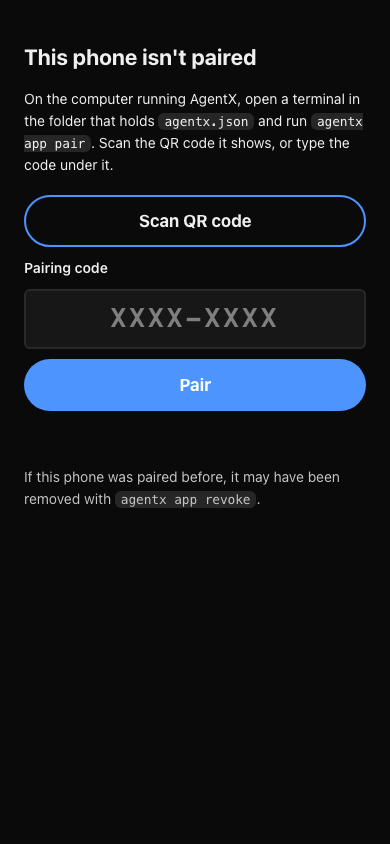 This phone isn't paired
On the computer running AgentX, open a terminal in
the folder that holds agentx.json and run agentx
app pair. Scan the QR code it shows, or type the
code under it.
Scan QR code
Pairing code
XXXX–XXXX
Pair
If this phone was paired before, it may have been
removed with agentx app revoke.